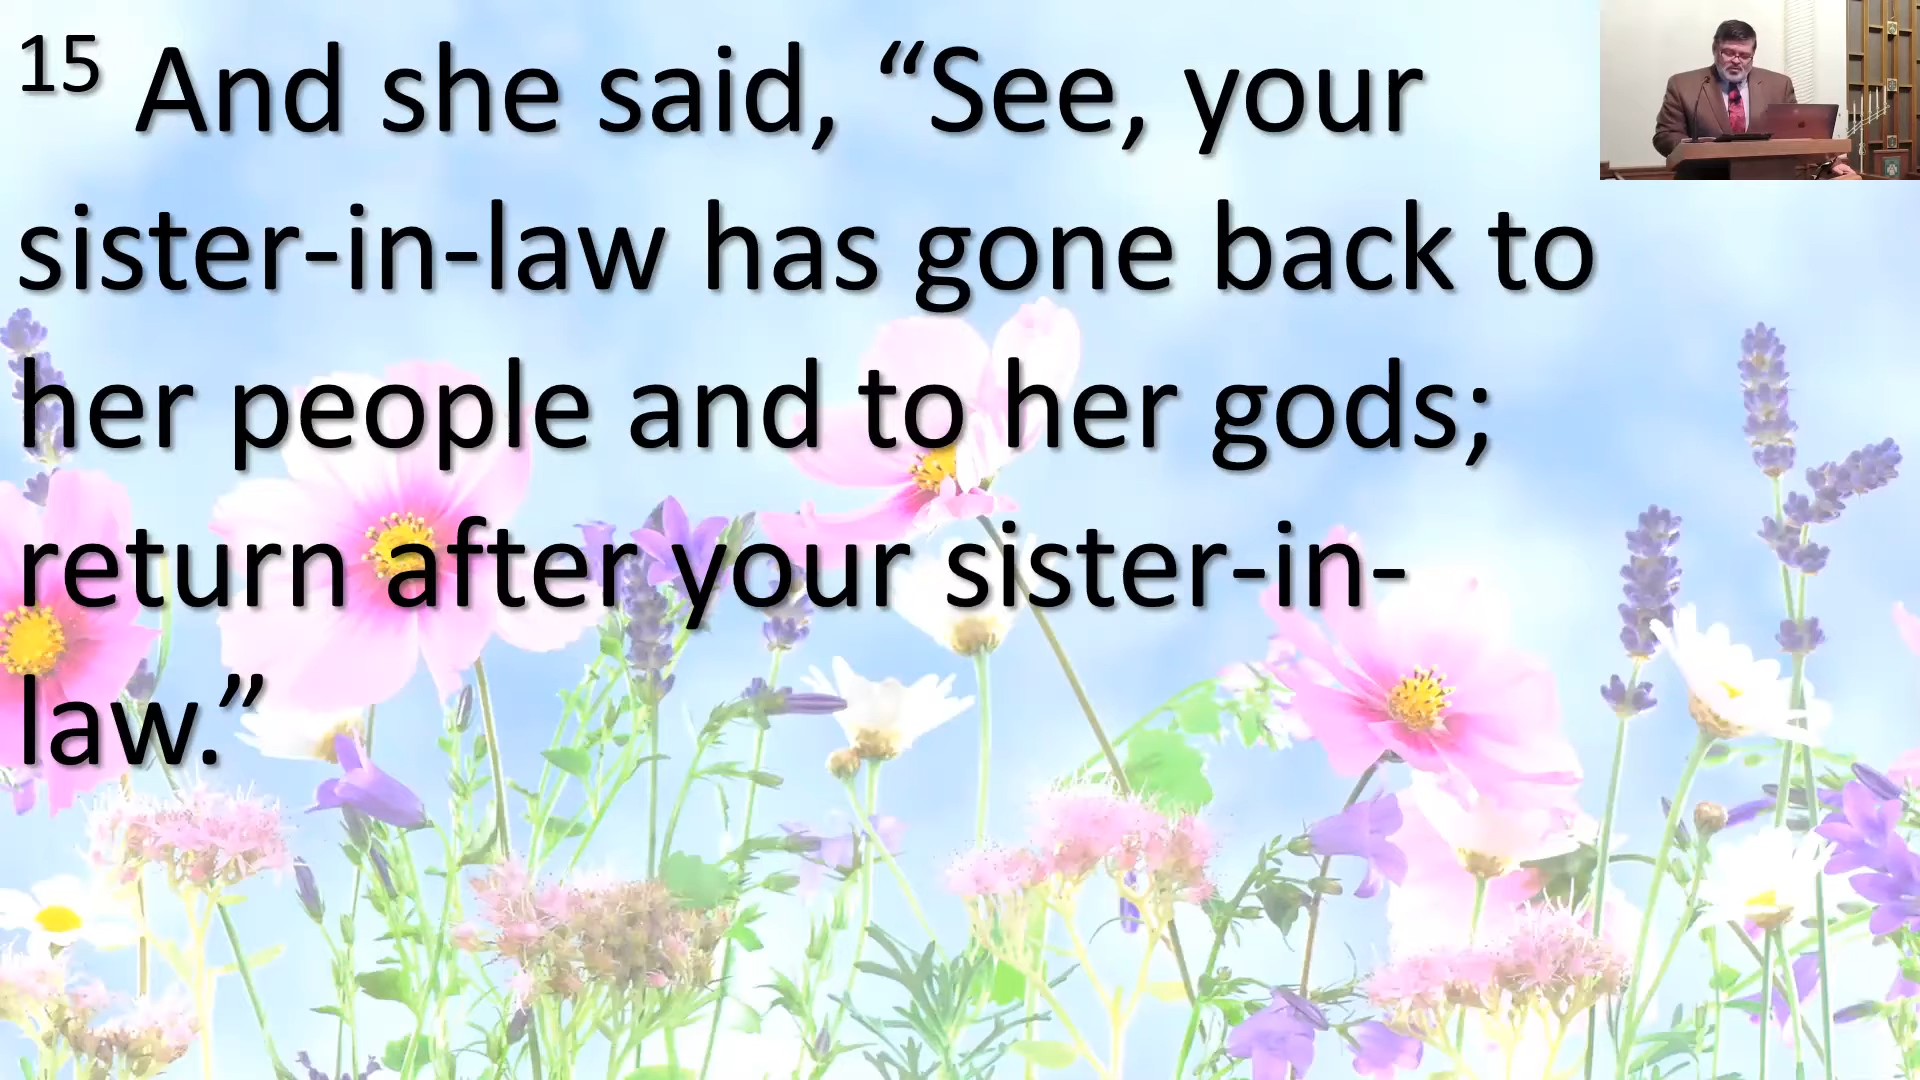 15 And she said, “See, your
sister-in-law has gone back to
her people and to her gods;
return after your sister-in-
law.”